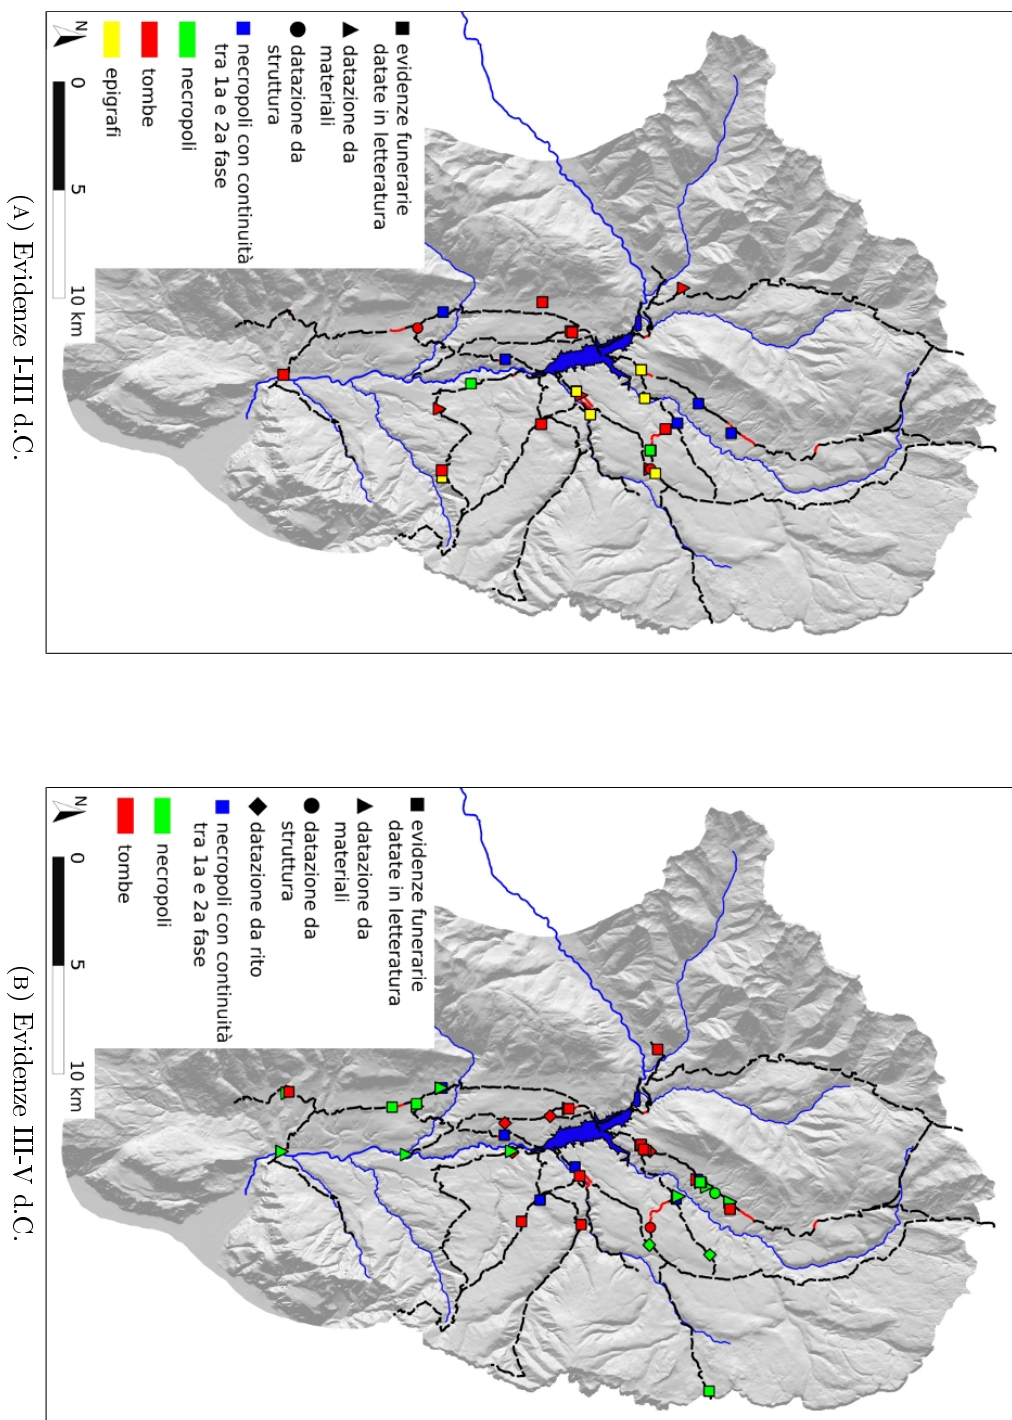 evidenze funerarie
datate in letteratura
datazione da
materiali
datazione da
struttura
necropoli con continuità
tra 1a e 2a fase
necropoli
tombe
epigrafi
N
0
5
10 km
(A) Evidenze I-III d.C.
evidenze funerarie
datate in letteratura
datazione da
materiali
datazione da
struttura
datazione da rito
necropoli con continuità
tra 1a e 2a fase
necropoli
tombe
N
0
5
10 km
(B) Evidenze III-V d.C.